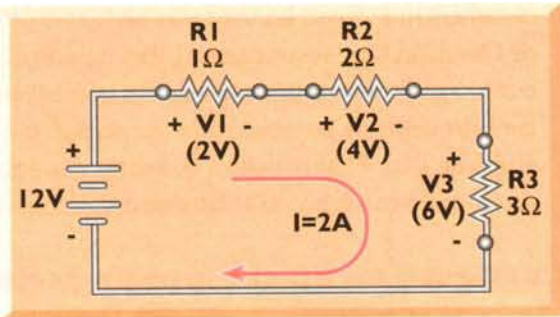 R1
1Ω
R2
2Ω
+ V1 -
(2V)
+ V2 -
(4V)
+
12V
-
+
V3
(6V)
-
R3
3Ω
I=2A